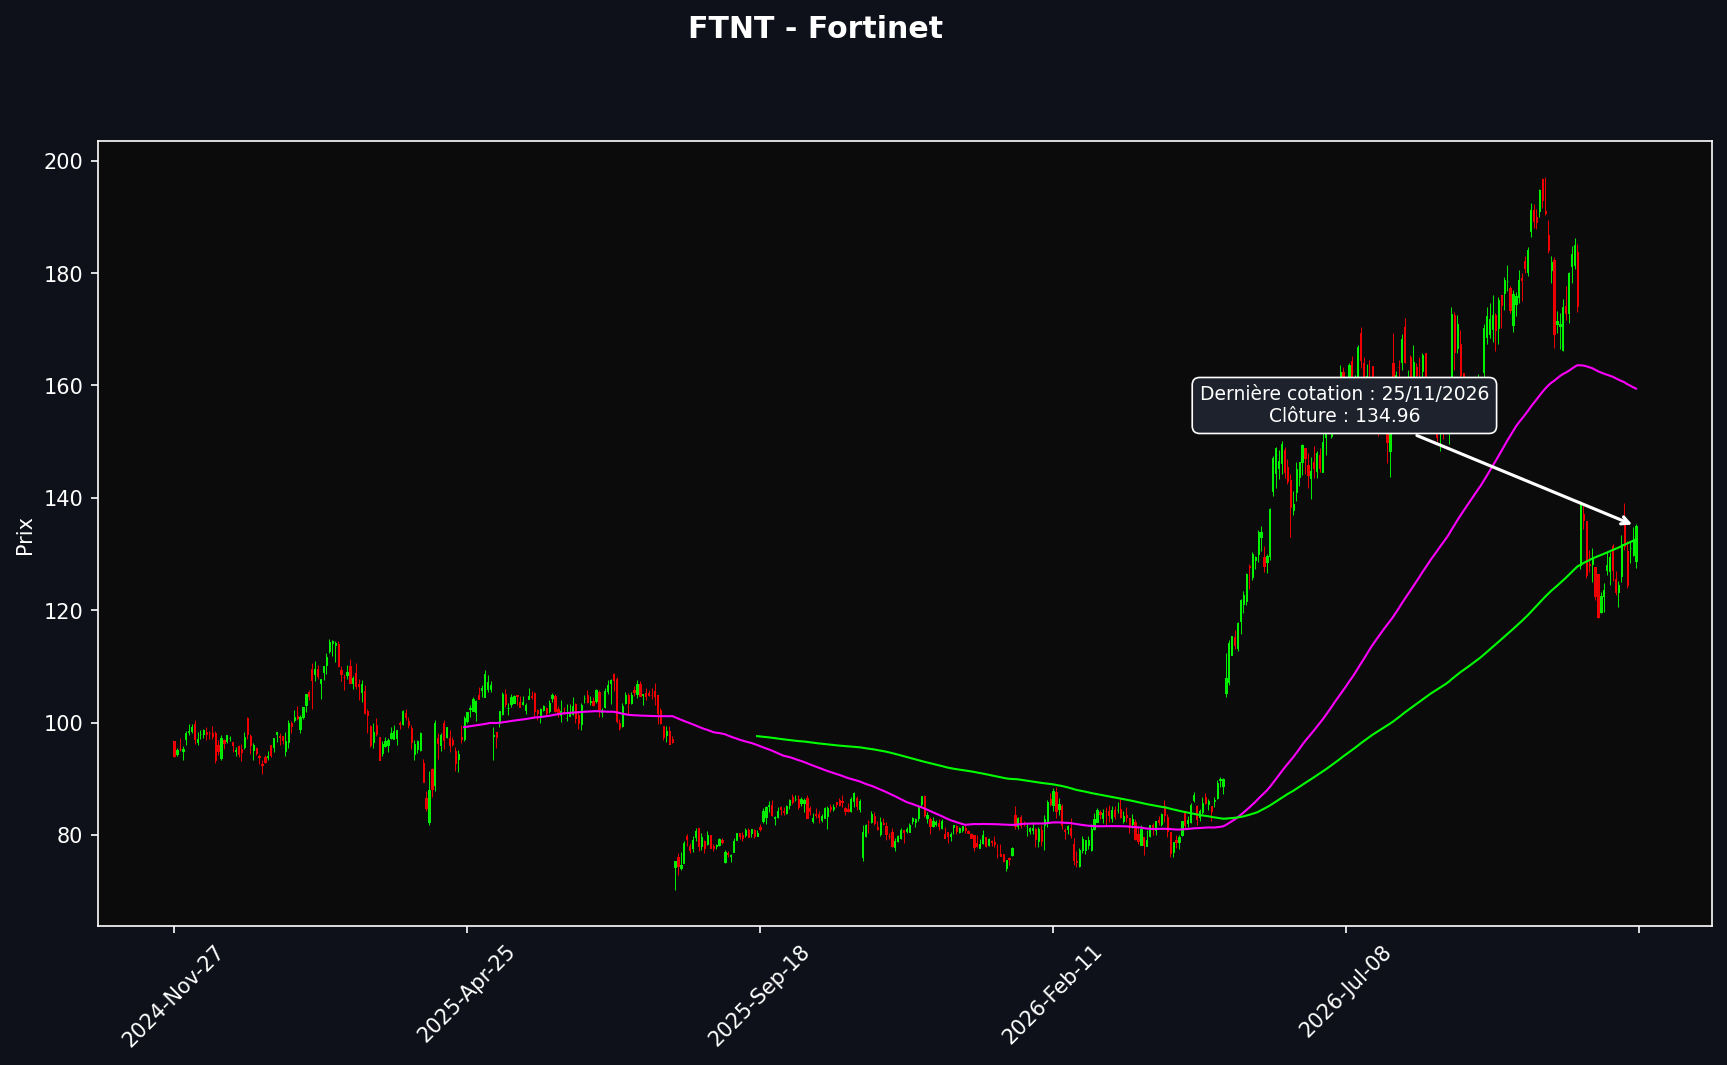 FTNT - Fortinet
200
180
160
140
120
100
80
Prix
Dernière cotation : 25/11/2026
Clôture : 134.96
2024-Nov-27
2025-Apr-25
2025-Sep-18
2026-Feb-11
2026-Jul-08